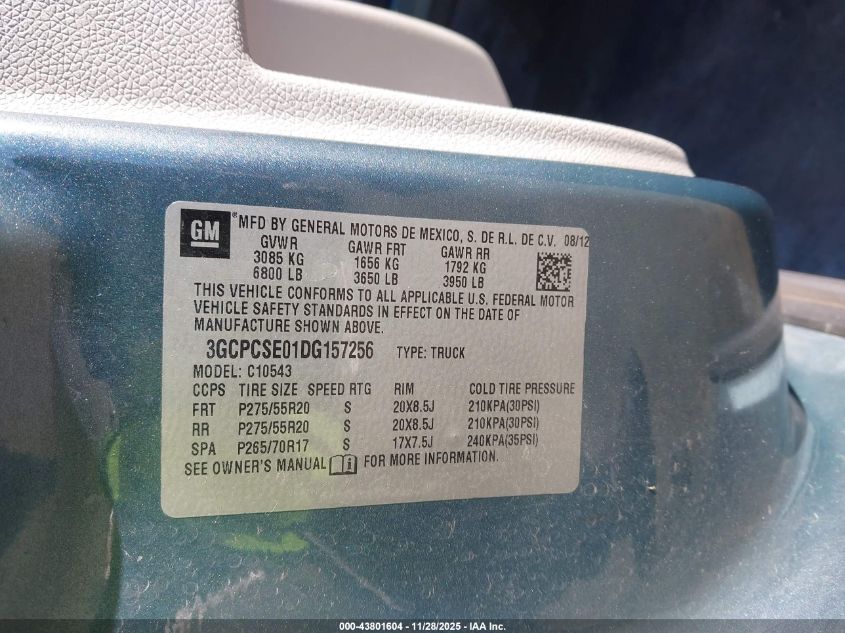 GM ® MFD BY GENERAL MOTORS DE MEXICO, S. DE R.L. DE C.V. 08/12
GVWR GAWR FRT GAWR RR
3085 KG 1656 KG 1792 KG
6800 LB 3650 LB 3950 LB
THIS VEHICLE CONFORMS TO ALL APPLICABLE U.S. FEDERAL MOTOR
VEHICLE SAFETY STANDARDS IN EFFECT ON THE DATE OF
MANUFACTURE SHOWN ABOVE.
3GCPCSE01DG157256 TYPE: TRUCK
MODEL: C10543
CCPS TIRE SIZE SPEED RTG RIM COLD TIRE PRESSURE
FRT P275/55R20 S 20X8.5J 210KPA(30PSI)
RR P275/55R20 S 20X8.5J 210KPA(30PSI)
SPA P265/70R17 S 17X7.5J 240KPA(35PSI)
SEE OWNER'S MANUAL i FOR MORE INFORMATION.
000-43801604 | 11/28/2025 - IAA Inc.